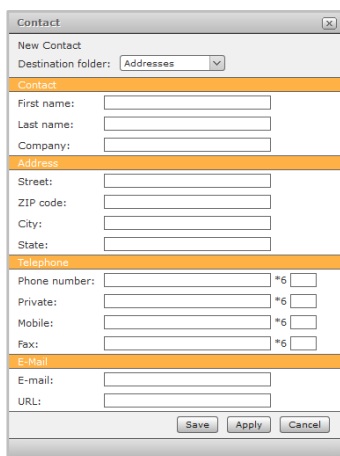 Contact
New Contact
Destination folder: Addresses
Contact
First name:
Last name:
Company:
Address
Street:
ZIP code:
City:
State:
Telephone
Phone number: *6
Private: *6
Mobile: *6
Fax: *6
E-Mail
E-mail:
URL:
Save Apply Cancel